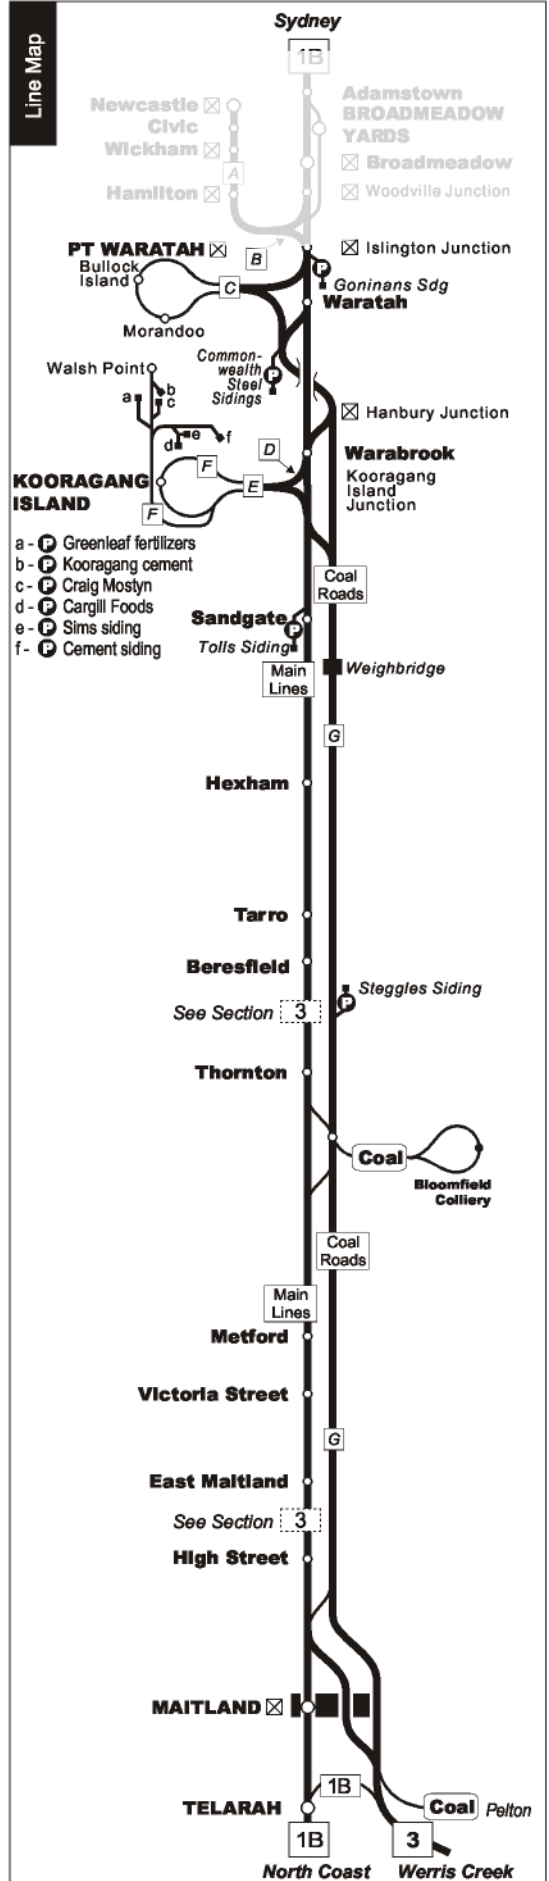 Line Map
Sydney
1B
Adamstown
Newcastle
BROADMEADOW
YARDS
Civic
Wickham
Broadmeadow
A
Hamilton
Woodville Junction
PT WARATAH
B
Islington Junction
Bullock
Island
P
Goninans Sdg
C
Waratah
Morandoo
Common-
wealth
Steel
Sidings
P
Walsh Point
b
a
c
Hanbury Junction
e
f
d
D
Warabrook
F
Kooragang
Island
Junction
KOORAGANG
ISLAND
E
F
a - P Greenleaf fertilizers
b - P Kooragang cement
c - P Craig Mostyn
d - P Cargill Foods
e - P Sims siding
f - P Cement siding
Coal
Roads
Sandgate
P
Tolls Siding
Main
Lines
Weighbridge
G
Hexham
Tarro
Beresfield
Steggles Siding
P
See Section 3
Thornton
Coal
Bloomfield
Colliery
Coal
Roads
Main
Lines
Metford
Victoria Street
G
East Maitland
See Section 3
High Street
MAITLAND
1B
TELARAH
Coal Pelton
1B
3
North Coast
Werris Creek